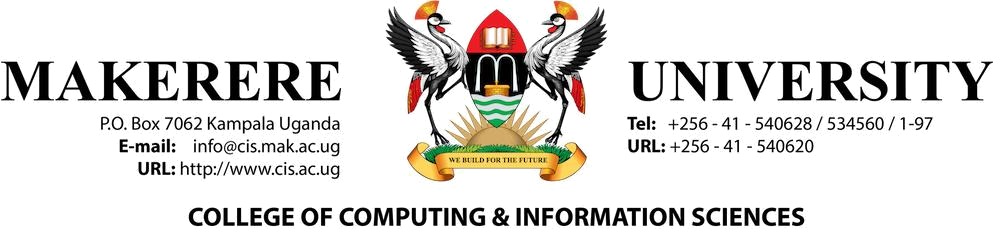 MAKERERE UNIVERSITY
P.O. Box 7062 Kampala Uganda
E-mail: info@cis.mak.ac.ug
URL: http://www.cis.ac.ug
WE BUILD FOR THE FUTURE
Tel: +256 - 41 - 540628 / 534560 / 1-97
URL: +256 - 41 - 540620
COLLEGE OF COMPUTING & INFORMATION SCIENCES